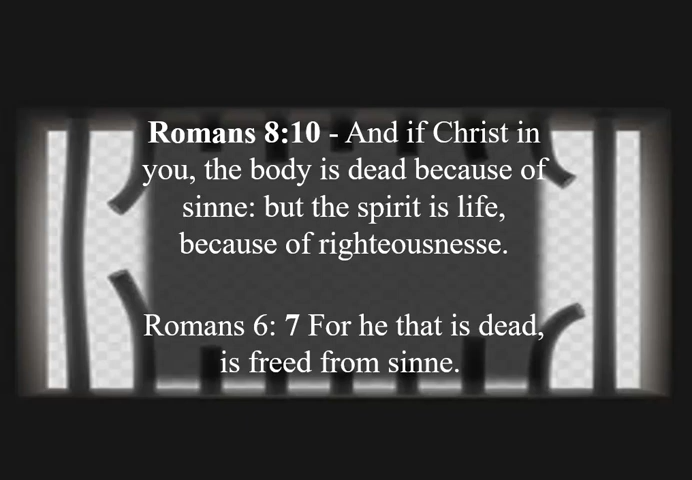 Romans 8:10 - And if Christ in
you, the body is dead because of
sinne: but the spirit is life,
because of righteousnesse.
Romans 6: 7 For he that is dead,
is freed from sinne.